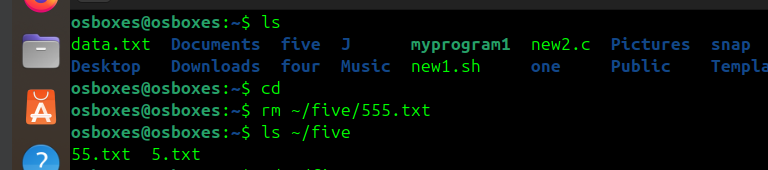 osboxes@osboxes:~$ ls
data.txt  Documents  five  J      myprogram1  new2.c  Pictures  snap
Desktop  Downloads  four  Music  new1.sh  one  Public
osboxes@osboxes:~$ cd
osboxes@osboxes:~$ rm ~/five/555.txt
osboxes@osboxes:~$ ls ~/five
55.txt  5.txt